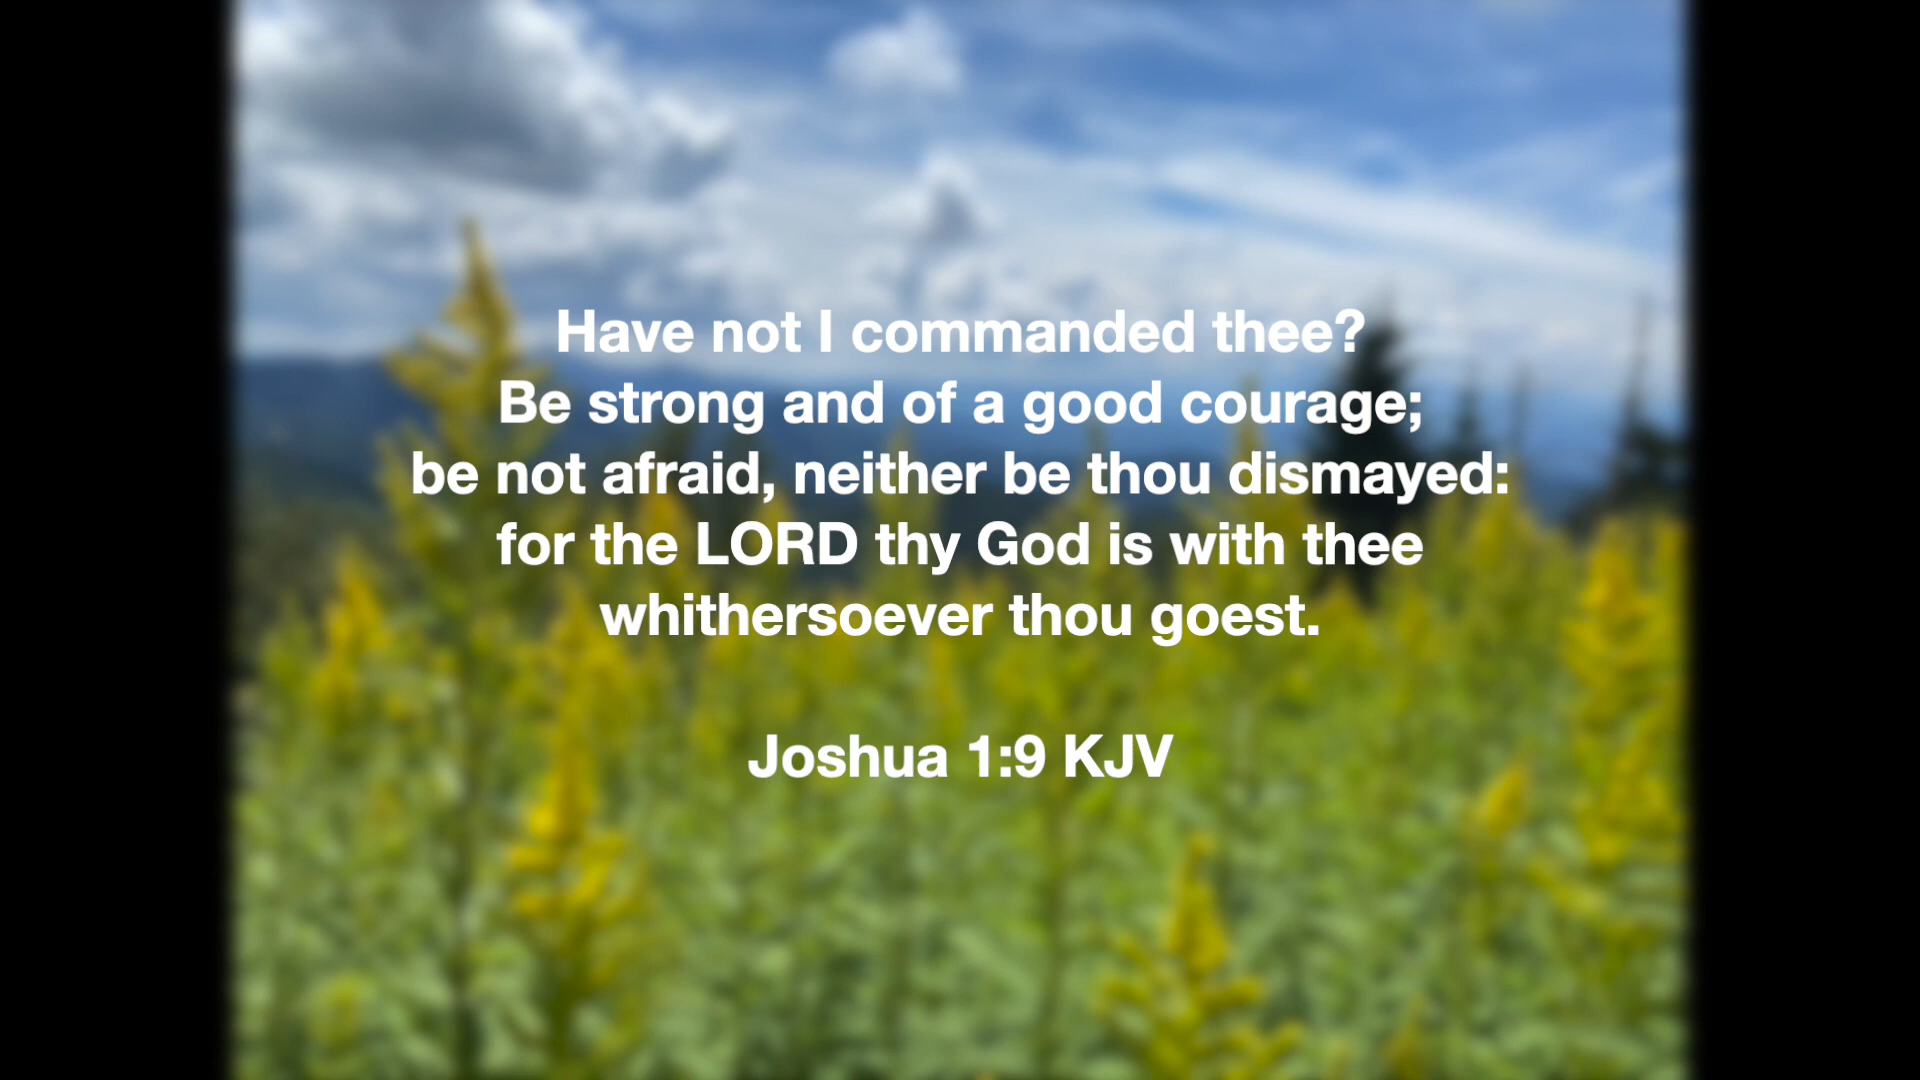 Have not I commanded thee?
Be strong and of a good courage;
be not afraid, neither be thou dismayed:
for the LORD thy God is with thee
whithersoever thou goest.
Joshua 1:9 KJV